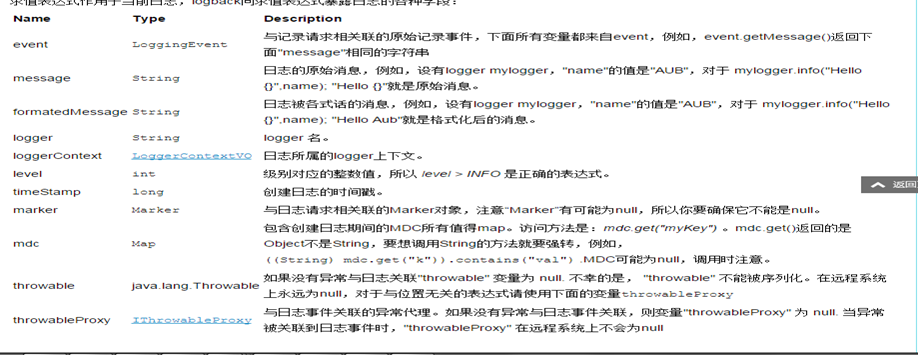 求值表达式作用于当前日志，logback向求值表达式暴露日志的各种字段：
Name Type Description
event LoggingEvent 与记录请求相关联的原始记录事件，下面所有变量都来自event，例如，event.getMessage()返回下
面"message"相同的字符串
message String 日志的原始消息，例如，设有logger mylogger，"name"的值是"AUB"，对于 mylogger.info("Hello
{}",name); "Hello {}"就是原始消息。
formatedMessage String 日志被各式话的消息，例如，设有logger mylogger，"name"的值是"AUB"，对于 mylogger.info("Hello
{}",name); "Hello Aub"就是格式化后的消息。
logger String logger 名。
loggerContext LoggerContextVO 日志所属的logger上下文。
level int 级别对应的整数值，所以 level > INFO 是正确的表达式。
timeStamp long 创建日志的时间戳。
返回
marker Marker 与日志请求相关联的Marker对象，注意“Marker”有可能为null，所以你要确保它不能是null。
mdc Map 包含创建日志期间的MDC所有值得map。访问方法是：mdc.get("myKey") 。mdc.get()返回的是
Object不是String，要想调用String的方法就要强转，例如，
((String) mdc.get("k")).contains("val") .MDC可能为null，调用时注意。
throwable java.lang.Throwable 如果没有异常与日志关联"throwable" 变量为 null. 不幸的是， "throwable" 不能被序列化。在远程系统
上永远为null，对于与位置无关的表达式请使用下面的变量throwableProxy
throwableProxy IThrowableProxy 与日志事件关联的异常代理。如果没有异常与日志事件关联，则变量"throwableProxy" 为 null. 当异常
被关联到日志事件时，"throwableProxy" 在远程系统上不会为null